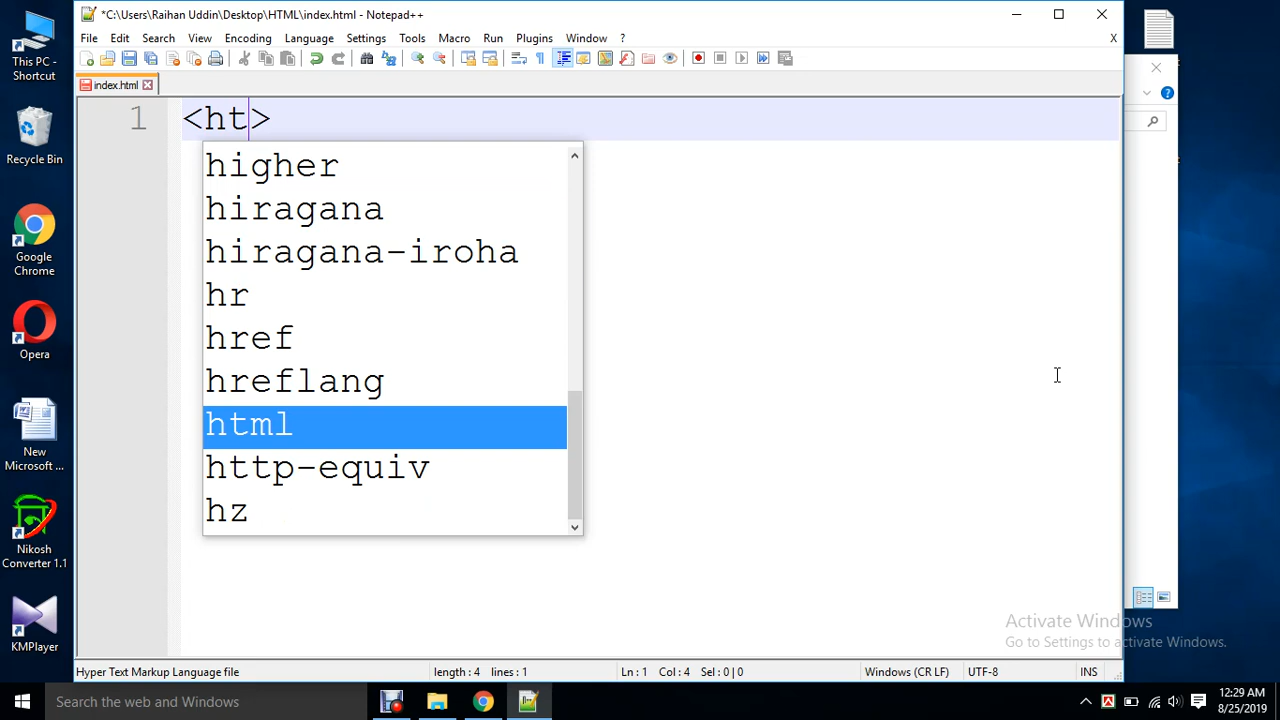 This PC - Shortcut
Recycle Bin
Google Chrome
Opera
New Microsoft ...
Nikosh Converter 1.1
KMPlayer
*C:\Users\Raihan Uddin\Desktop\HTML\index.html - Notepad++
File Edit Search View Encoding Language Settings Tools Macro Run Plugins Window ? X
index.html
1 <ht>
higher
hiragana
hiragana-iroha
hr
href
hreflang
html
http-equiv
hz
Activate Windows
Go to Settings to activate Windows.
Hyper Text Markup Language file length : 4 lines : 1 Ln : 1 Col : 4 Sel : 0 | 0 Windows (CR LF) UTF-8 INS
Search the web and Windows
12:29 AM
8/25/2019